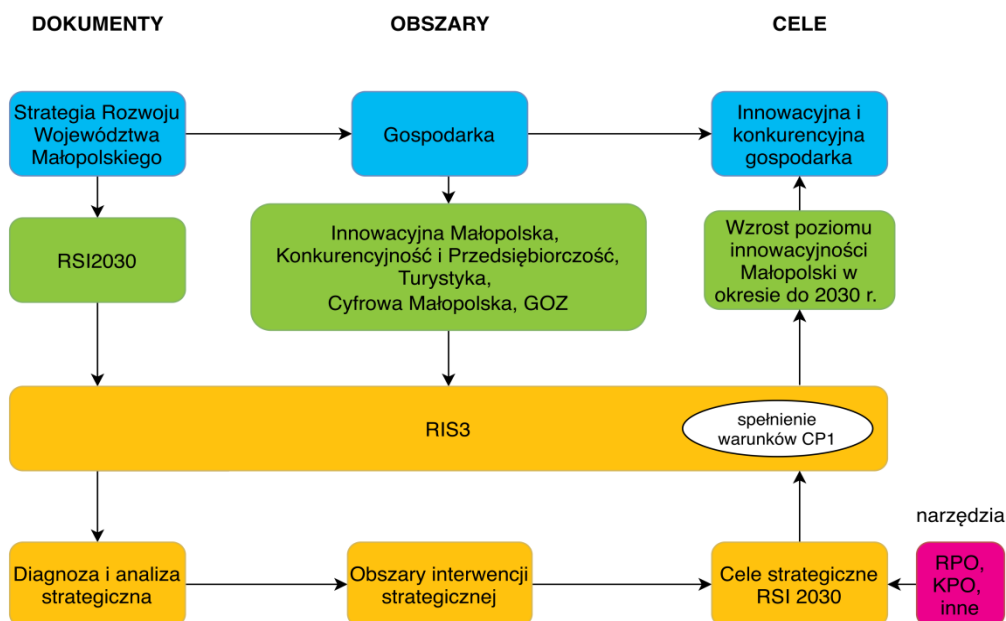 DOKUMENTY
OBSZARY
CELE
Strategia Rozwoju
Województwa
Małopolskiego
Gospodarka
Innowacyjna i
konkurencyjna
gospodarka
RSI2030
Innowacyjna Małopolska,
Konkurencyjność i Przedsiębiorczość,
Turystyka,
Cyfrowa Małopolska, GOZ
Wzrost poziomu
innowacyjności
Małopolski w
okresie do 2030 r.
RIS3
spełnienie
warunków CP1
Diagnoza i analiza
strategiczna
Obszary interwencji
strategicznej
Cele strategiczne
RSI 2030
narzędzia
RPO,
KPO,
inne